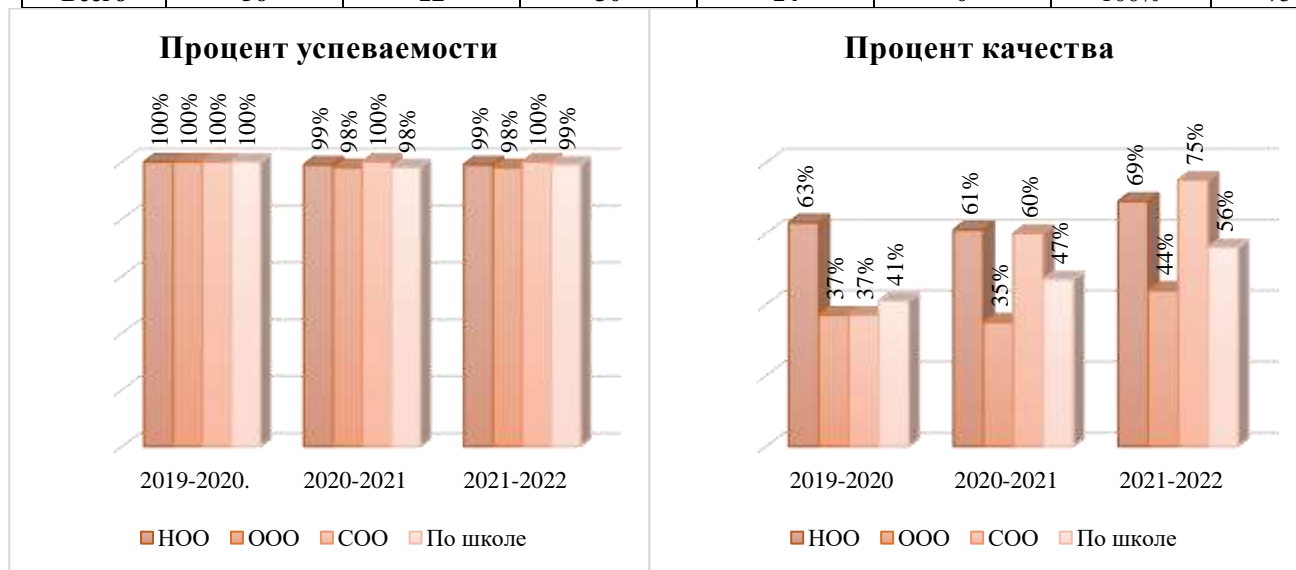 Процент успеваемости
100% 100% 100% 100%
99% 98% 100% 98%
99% 98% 100% 99%
2019-2020. 2020-2021 2021-2022
НОО ООО СОО По школе
Процент качества
63% 37% 37% 41%
61% 35% 60% 47%
69% 44% 75% 56%
2019-2020 2020-2021 2021-2022
НОО ООО СОО По школе